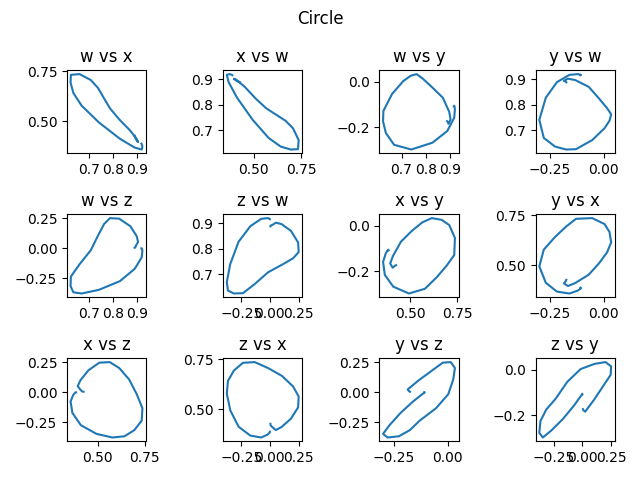 Circle
w vs x x vs w w vs y y vs w
0.75 0.50 0.7 0.8 0.9
0.9 0.8 0.7 0.50 0.75
0.0 −0.2 0.7 0.8 0.9
0.9 0.8 0.7 −0.25 0.00
w vs z z vs w x vs y y vs x
0.25 0.00 −0.25 0.7 0.8 0.9
0.9 0.8 0.7 −0.25 0.00 0.25
0.0 −0.2 0.50 0.75
0.75 0.50 −0.25 0.00
x vs z z vs x y vs z z vs y
0.25 0.00 −0.25 0.50 0.75
0.75 0.50 −0.25 0.00 0.25
0.25 0.00 −0.25 −0.25 0.00
0.0 −0.2 −0.25 0.00 0.25